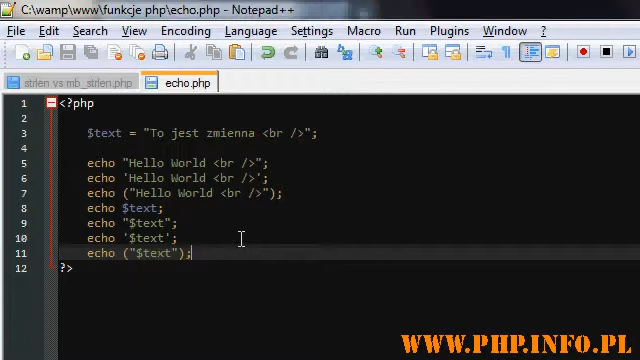 C:\wamp\www\funkcje php\echo.php - Notepad++
File Edit Search View Encoding Language Settings Macro Run Plugins Window ?
strlen vs mb_strlen.php echo.php
1 <?php
2
3 $text = "To jest zmienna <br />";
4
5 echo "Hello World <br />";
6 echo 'Hello World <br />';
7 echo ("Hello World <br />");
8 echo $text;
9 echo "$text";
10 echo '$text';
11 echo ("$text");
12 ?>
WWW.PHP.INFO.PL